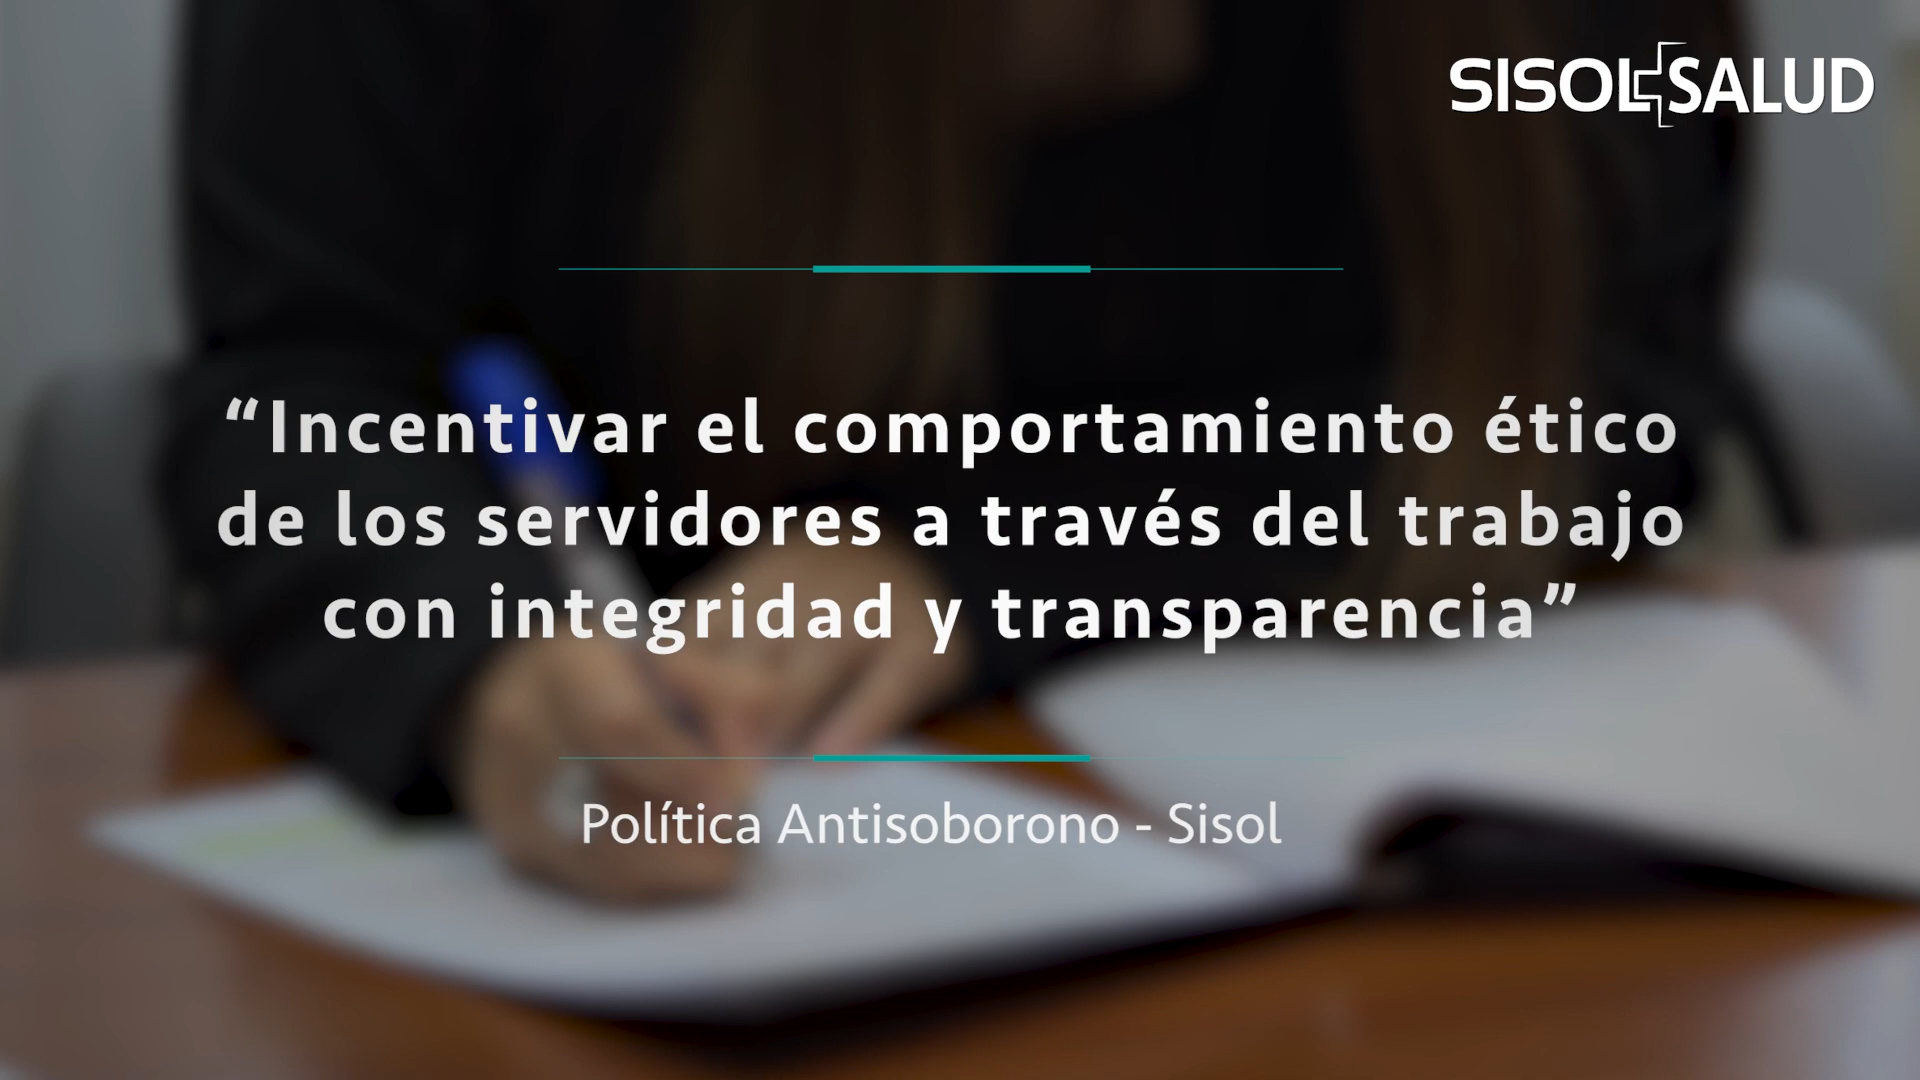 SISOL SALUD
“Incentivar el comportamiento ético
de los servidores a través del trabajo
con integridad y transparencia”
Política Antisoborono - Sisol